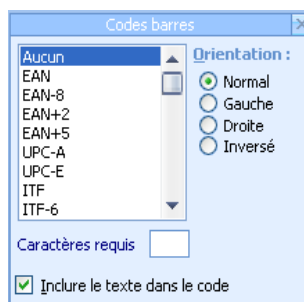 Codes barres
Aucun
EAN
EAN-8
EAN+2
EAN+5
UPC-A
UPC-E
ITF
ITF-6
Orientation :
Normal
Gauche
Droite
Inversé
Caractères requis
Inclure le texte dans le code